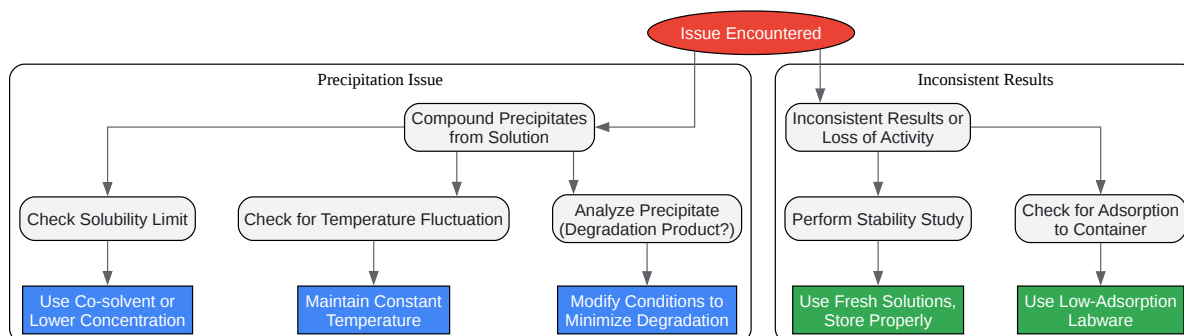 Issue Encountered
Precipitation Issue
Inconsistent Results
Compound Precipitates
from Solution
Inconsistent Results or
Loss of Activity
Check Solubility Limit
Check for Temperature Fluctuation
Analyze Precipitate
(Degradation Product?)
Perform Stability Study
Check for Adsorption
to Container
Use Co-solvent or
Lower Concentration
Maintain Constant
Temperature
Modify Conditions to
Minimize Degradation
Use Fresh Solutions,
Store Properly
Use Low-Adsorption
Labware